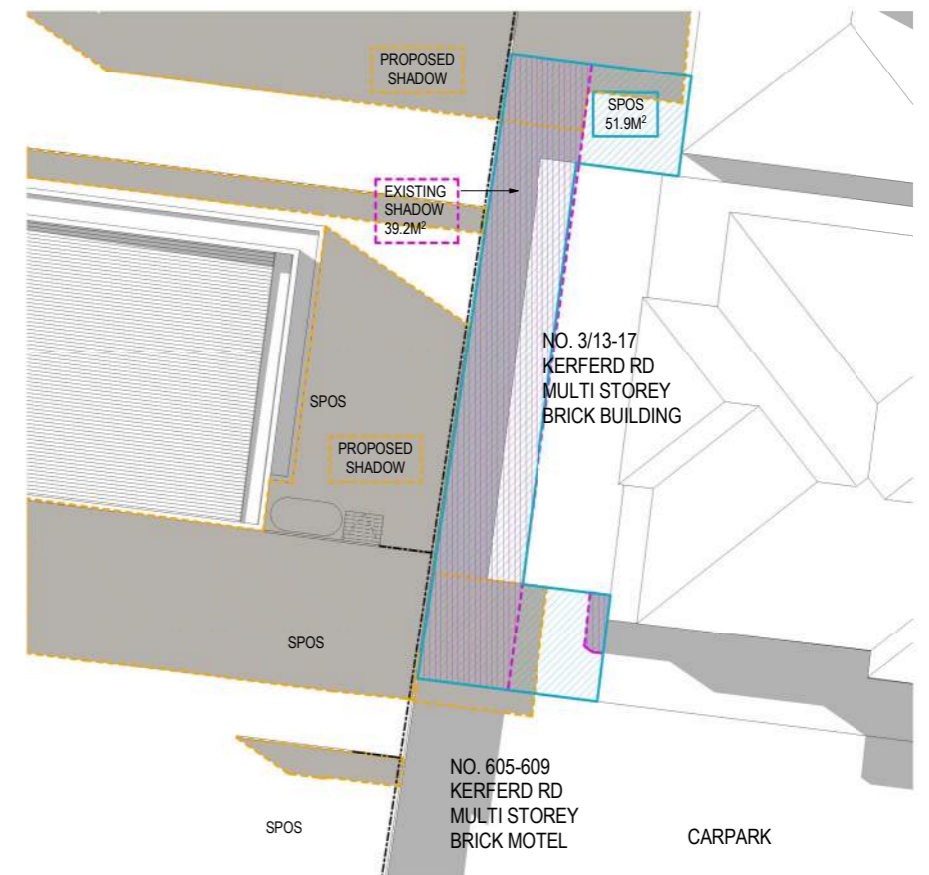 PROPOSED
SHADOW
SPOS
51.9M²
EXISTING
SHADOW
39.2M²
NO. 3/13-17
KERFERD RD
MULTI STOREY
BRICK BUILDING
SPOS
PROPOSED
SHADOW
SPOS
NO. 605-609
KERFERD RD
MULTI STOREY
BRICK MOTEL
SPOS
CARPARK